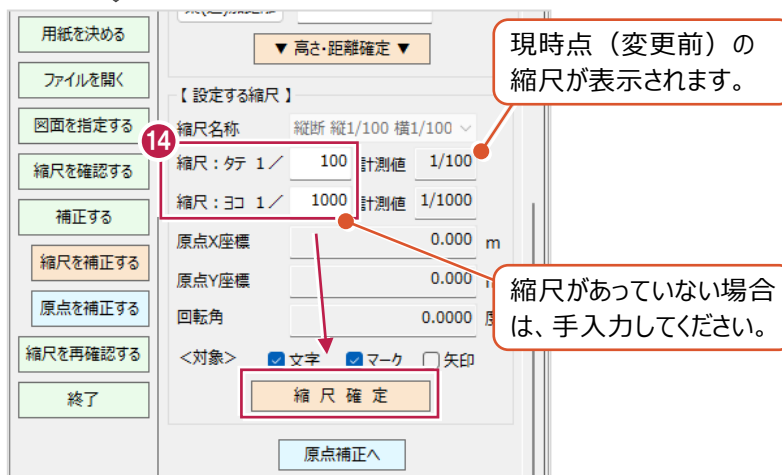 用紙を決める
ファイルを開く
図面を指定する
縮尺を確認する
補正する
縮尺を補正する
原点を補正する
縮尺を再確認する
終了
▼ 高さ・距離確定 ▼
【 設定する縮尺 】
縮尺名称 縦断 縦1/100 横1/100
14
縮尺：タテ 1／ 100 計測値 1/100
縮尺：ヨコ 1／ 1000 計測値 1/1000
原点X座標 0.000 m
原点Y座標 0.000
回転角 0.0000
<対象> 文字 マーク 矢印
縮 尺 確 定
原点補正へ
現時点（変更前）の
縮尺が表示されます。
縮尺があっていない場合
は、手入力してください。